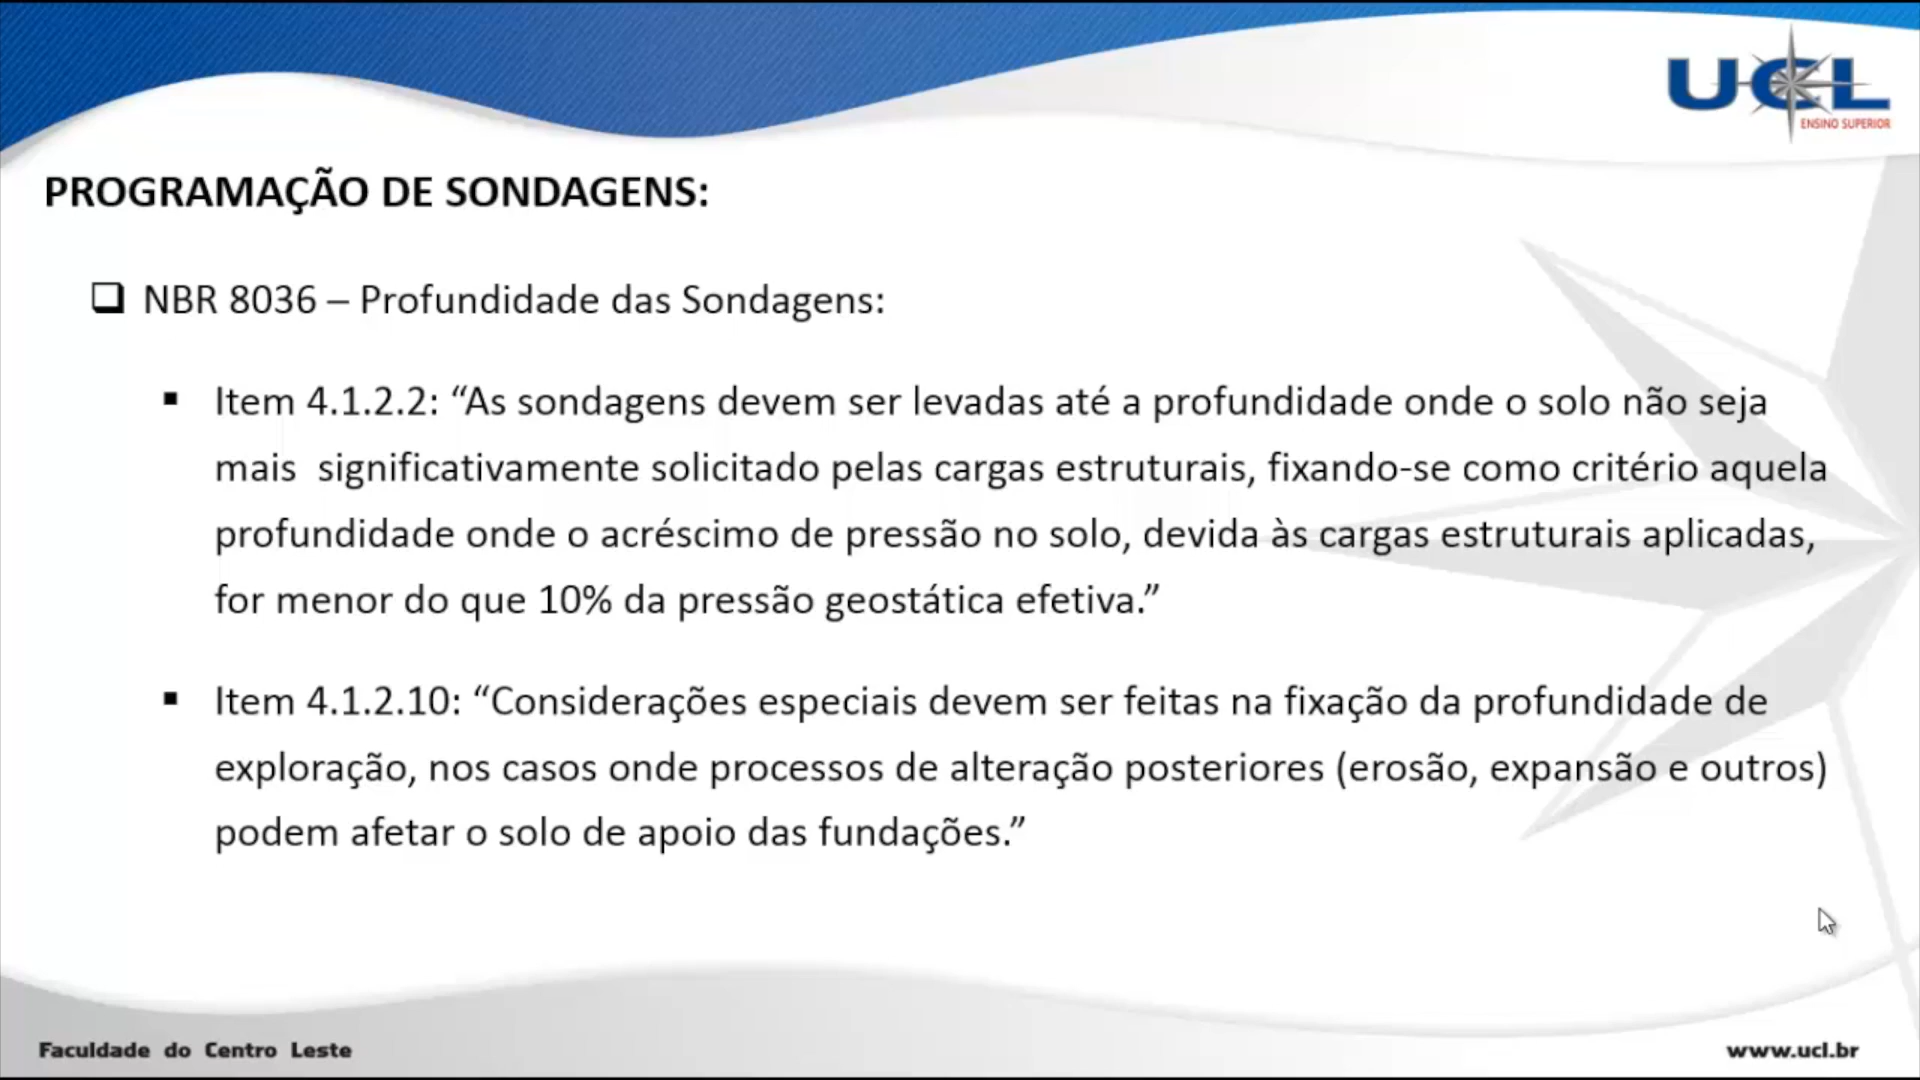 UCL
ENSINO SUPERIOR
PROGRAMAÇÃO DE SONDAGENS:
NBR 8036 – Profundidade das Sondagens:
Item 4.1.2.2: “As sondagens devem ser levadas até a profundidade onde o solo não seja
mais significativamente solicitado pelas cargas estruturais, fixando-se como critério aquela
profundidade onde o acréscimo de pressão no solo, devida às cargas estruturais aplicadas,
for menor do que 10% da pressão geostática efetiva.”
Item 4.1.2.10: “Considerações especiais devem ser feitas na fixação da profundidade de
exploração, nos casos onde processos de alteração posteriores (erosão, expansão e outros)
podem afetar o solo de apoio das fundações.”
Faculdade do Centro Leste
www.ucl.br